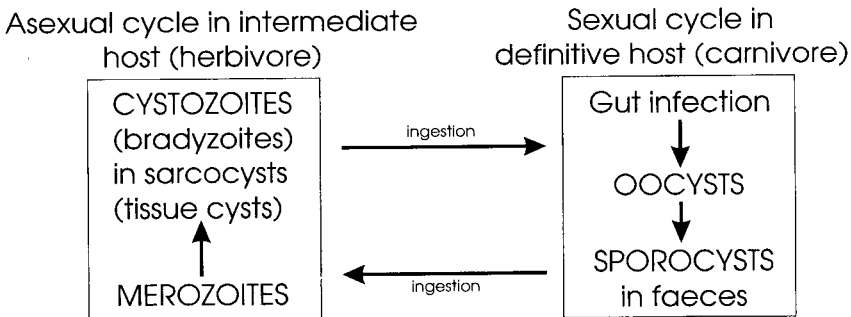 Asexual cycle in intermediate
host (herbivore)
CYSTOZOITES
(bradyzoites)
in sarcocysts
(tissue cysts)
MEROZOITES
ingestion
ingestion
Sexual cycle in
definitive host (carnivore)
Gut infection
OOCYSTS
SPOROCYSTS
in faeces